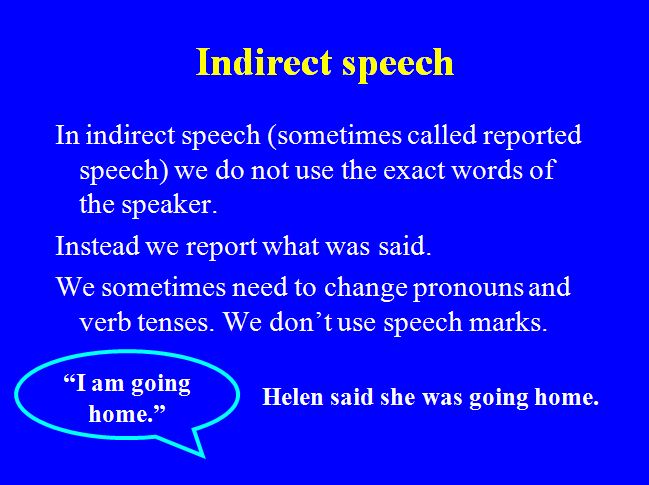 Indirect speech
In indirect speech (sometimes called reported
speech) we do not use the exact words of
the speaker.
Instead we report what was said.
We sometimes need to change pronouns and
verb tenses. We don’t use speech marks.
“I am going
home.”
Helen said she was going home.